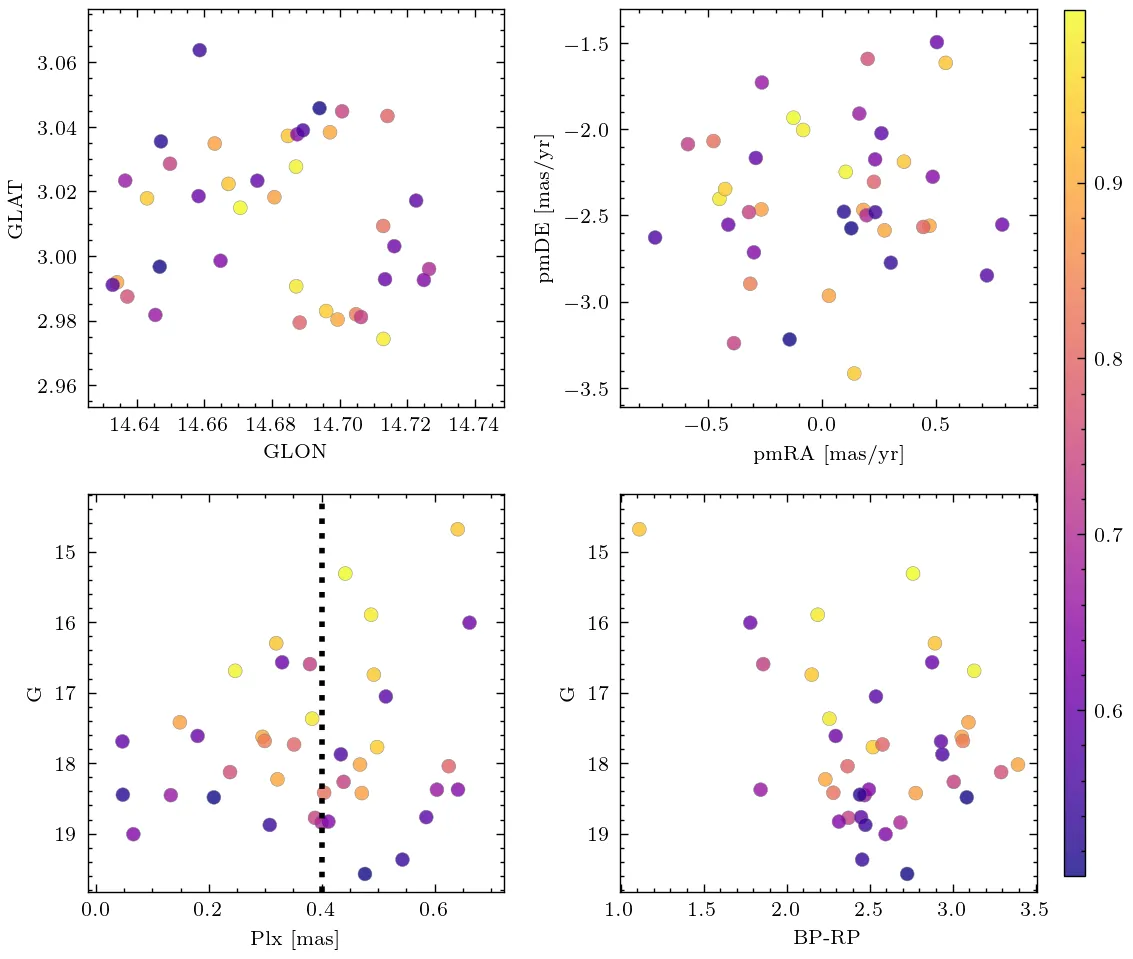 3.06
3.04
3.02
3.00
2.98
2.96
GLAT
14.64 14.66 14.68 14.70 14.72 14.74
GLON
−1.5
−2.0
−2.5
−3.0
−3.5
pmDE [mas/yr]
−0.5 0.0 0.5
pmRA [mas/yr]
0.9
0.8
0.7
0.6
15
16
17
18
19
G
0.0 0.2 0.4 0.6
Plx [mas]
15
16
17
18
19
G
1.0 1.5 2.0 2.5 3.0 3.5
BP-RP